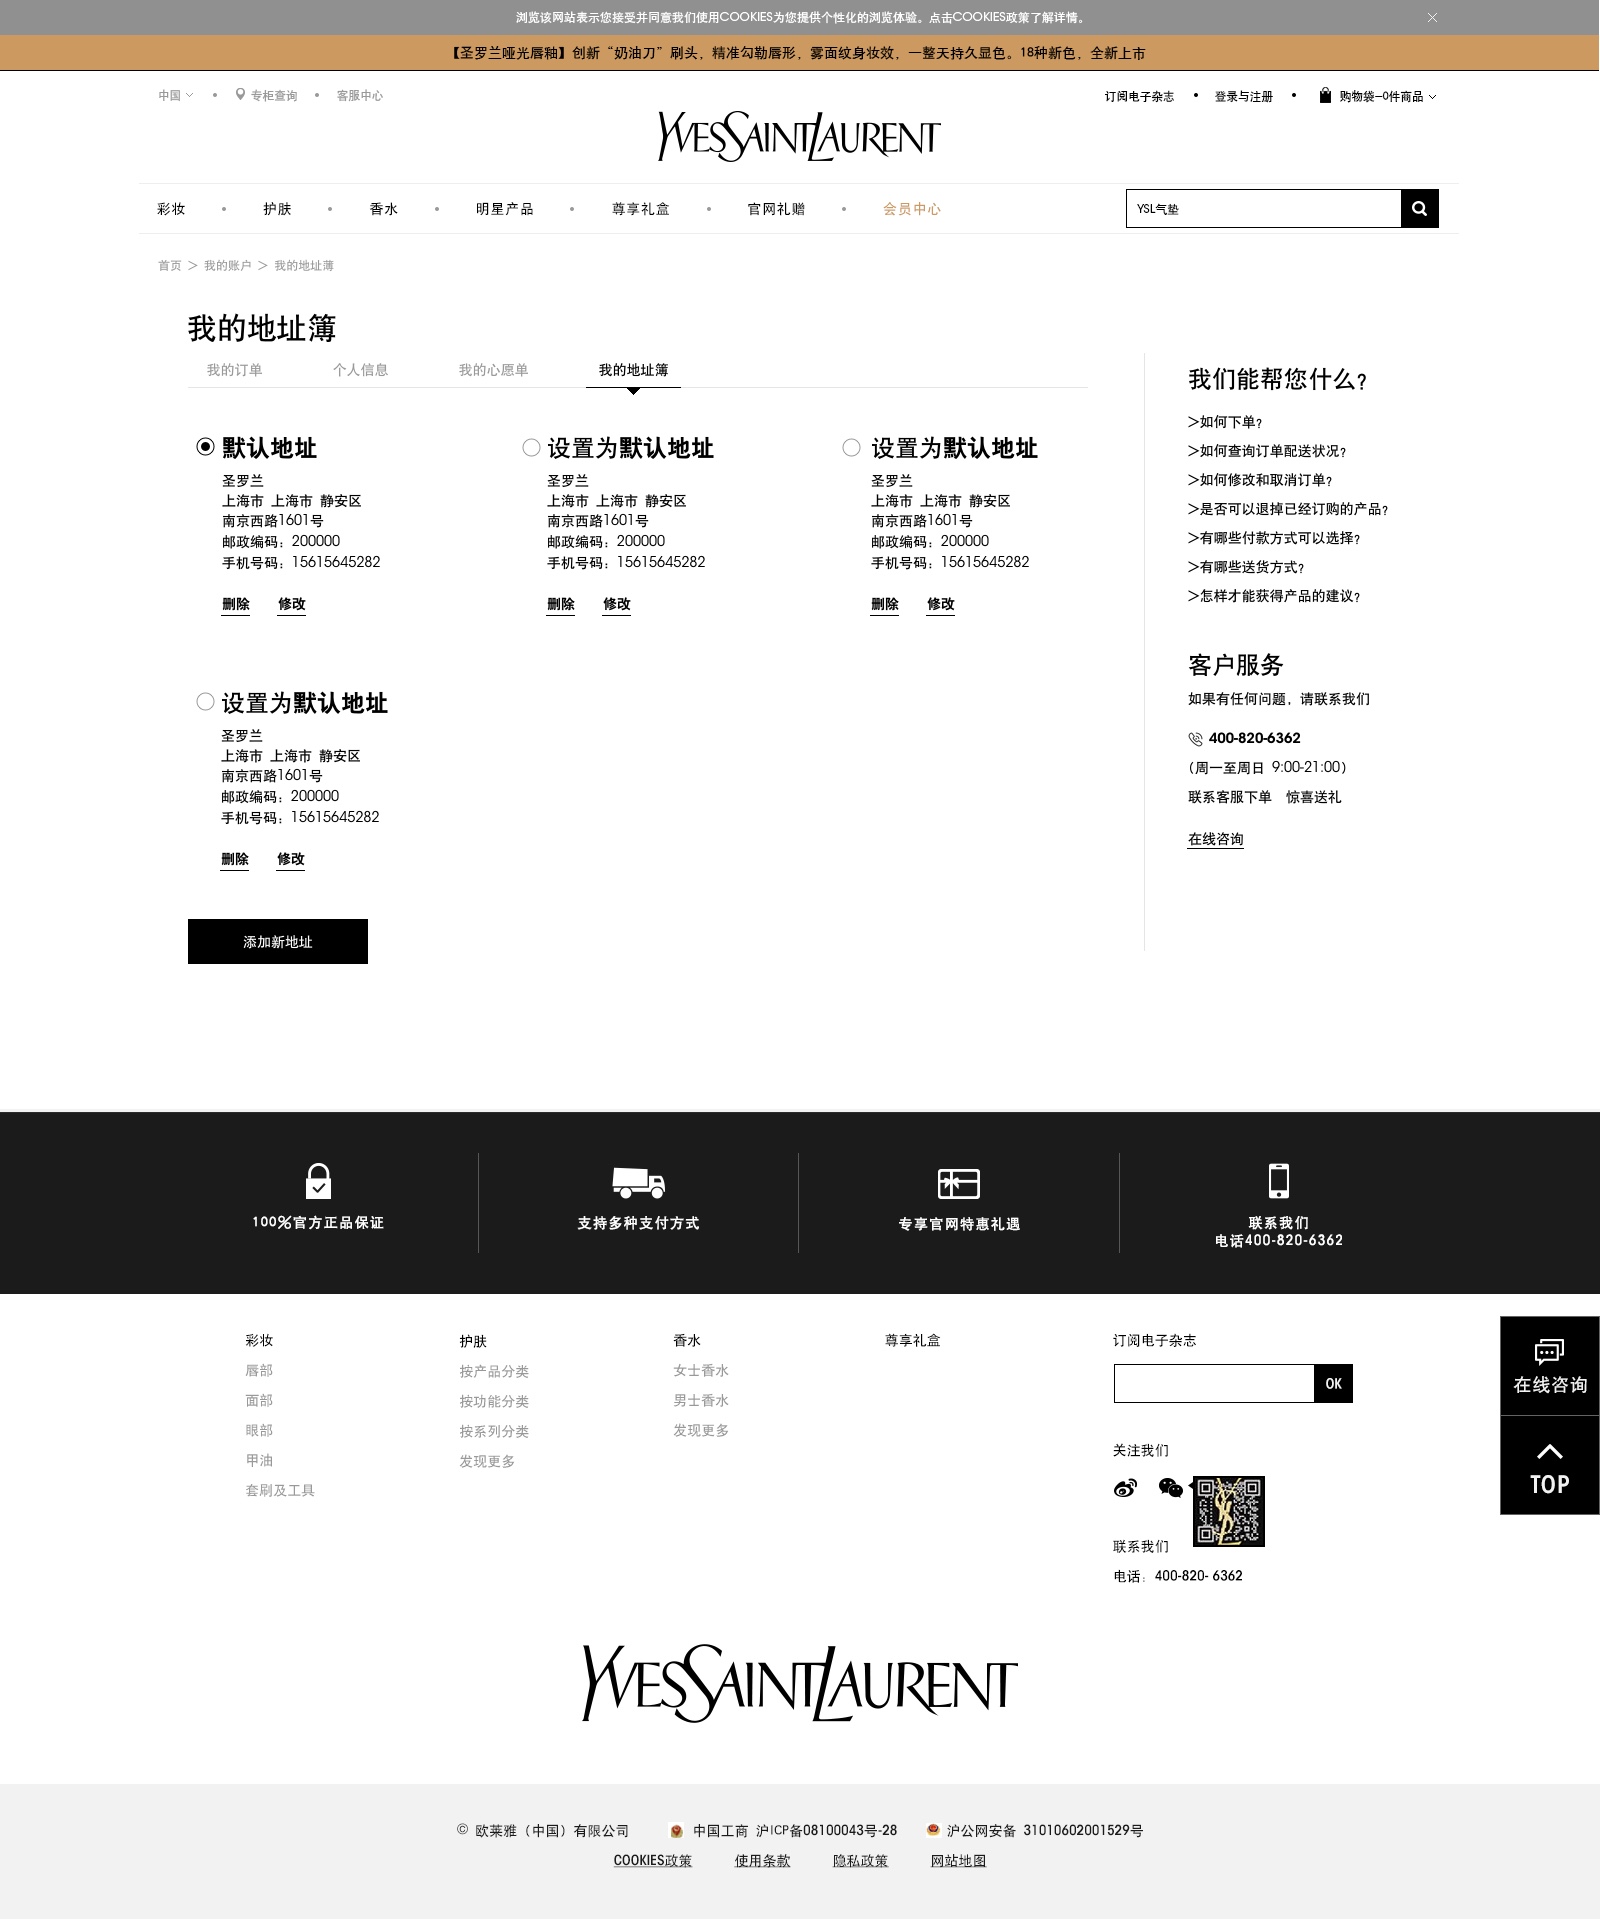 浏览该网站表示您接受并同意我们使用COOKIES为您提供个性化的浏览体验。点击COOKIES政策了解详情。
【圣罗兰哑光唇釉】创新“奶油刀”刷头，精准勾勒唇形，雾面纹身妆效，一整天持久显色。18种新色，全新上市
中国 • 专柜查询 • 客服中心 订阅电子杂志 • 登录与注册 • 购物袋—0件商品
YVESSAINTLAURENT
彩妆 • 护肤 • 香水 • 明星产品 • 尊享礼盒 • 官网礼赠 • 会员中心 YSL气垫
首页 > 我的账户 > 我的地址薄
我的地址簿
我的订单 个人信息 我的心愿单 我的地址簿
默认地址
圣罗兰
上海市 上海市 静安区
南京西路1601号
邮政编码：200000
手机号码：15615645282
删除 修改
设置为默认地址
圣罗兰
上海市 上海市 静安区
南京西路1601号
邮政编码：200000
手机号码：15615645282
删除 修改
设置为默认地址
圣罗兰
上海市 上海市 静安区
南京西路1601号
邮政编码：200000
手机号码：15615645282
删除 修改
设置为默认地址
圣罗兰
上海市 上海市 静安区
南京西路1601号
邮政编码：200000
手机号码：15615645282
删除 修改
添加新地址
我们能帮您什么？
>如何下单？
>如何查询订单配送状况？
>如何修改和取消订单？
>是否可以退掉已经订购的产品？
>有哪些付款方式可以选择？
>有哪些送货方式？
>怎样才能获得产品的建议？
客户服务
如果有任何问题，请联系我们
400-820-6362
（周一至周日 9:00-21:00）
联系客服下单 惊喜送礼
在线咨询
100%官方正品保证
支持多种支付方式
专享官网特惠礼遇
联系我们
电话400-820-6362
彩妆
唇部
面部
眼部
甲油
套刷及工具
护肤
按产品分类
按功能分类
按系列分类
发现更多
香水
女士香水
男士香水
发现更多
尊享礼盒
订阅电子杂志
OK
关注我们
联系我们
电话：400-820- 6362
在线咨询
TOP
YVESSAINTLAURENT
© 欧莱雅（中国）有限公司 中国工商 沪ICP备08100043号-28 沪公网安备 31010602001529号
COOKIES政策 使用条款 隐私政策 网站地图